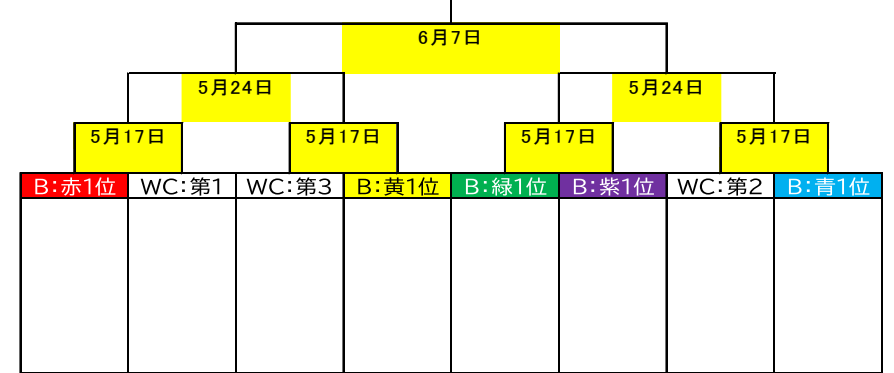 6月7日
5月24日
5月24日
5月17日
5月17日
5月17日
5月17日
B:赤1位
WC:第1
WC:第3
B:黄1位
B:緑1位
B:紫1位
WC:第2
B:青1位